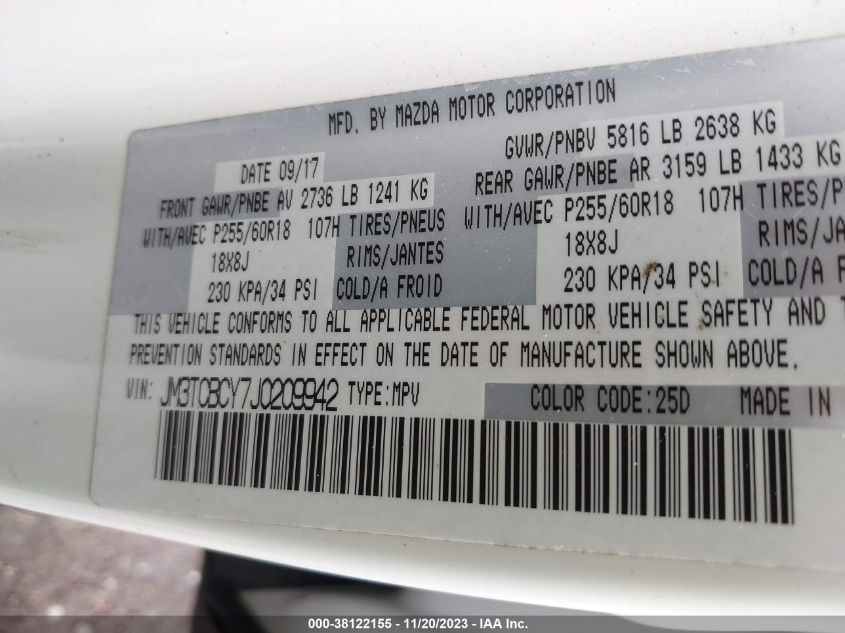 MFD. BY MAZDA MOTOR CORPORATION
DATE 09/17 GVWR/PNBV 5816 LB 2638 KG
FRONT GAWR/PNBE AV 2736 LB 1241 KG REAR GAWR/PNBE AR 3159 LB 1433 KG
WITH/AVEC P255/60R18 107H TIRES/PNEUS WITH/AVEC P255/60R18 107H
18X8J RIMS/JANTES 18X8J
230 KPA/34 PSI COLD/A FROID 230 KPA/34 PSI COLD/A FROID
THIS VEHICLE CONFORMS TO ALL APPLICABLE FEDERAL MOTOR VEHICLE SAFETY AND
PREVENTION STANDARDS IN EFFECT ON THE DATE OF MANUFACTURE SHOWN ABOVE.
VIN: JM3TCBCY7J0209942 TYPE:MPV COLOR CODE:25D MADE IN
000-38122155 - 11/20/2023 - IAA Inc.